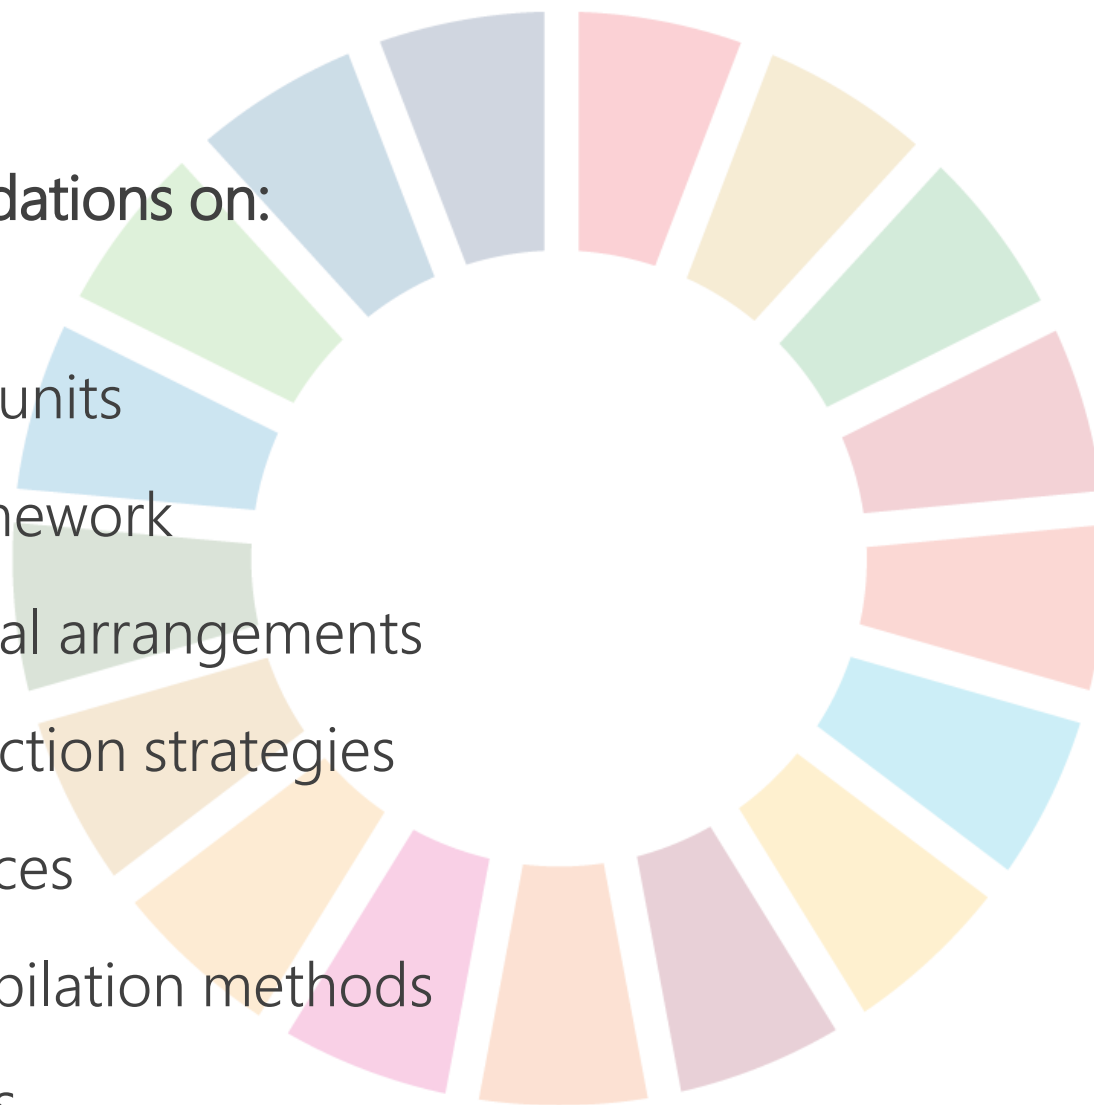 dations on:
units
nework
al arrangements
ction strategies
ces
pilation methods